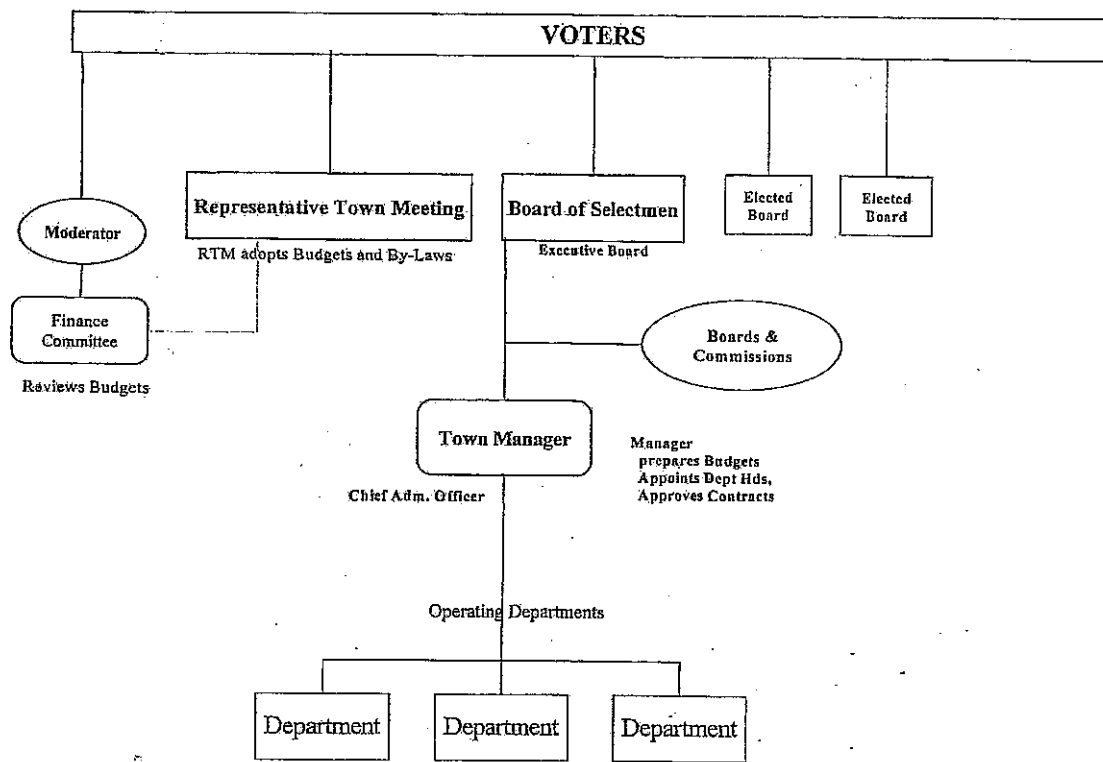 VOTERS
Moderator
Representative Town Meeting
Board of Selectmen
Elected
Board
Elected
Board
RTM adopts Budgets and By-Laws
Executive Board
Finance
Committee
Reviews Budgets
Boards &
Commissions
Town Manager
Chief Adm. Officer
Manager
prepares Budgets
Appoints Dept Hds,
Approves Contracts
Operating Departments
Department
Department
Department